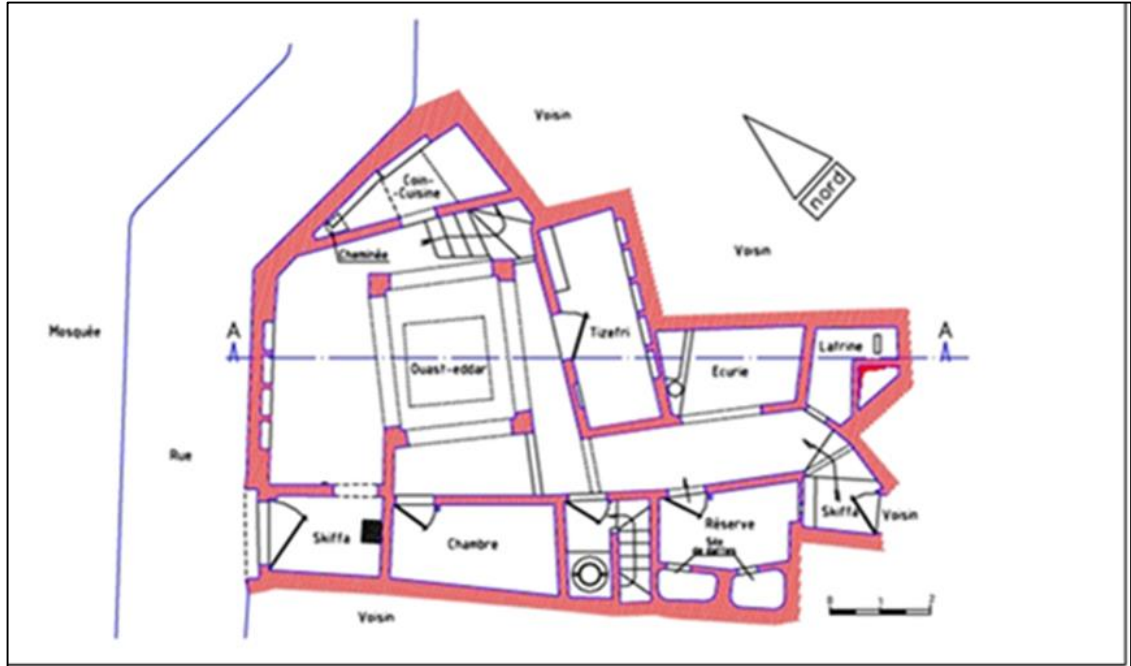 Voisin
nord
Coin-
-Cuisine
Cheminée
Voisin
Mosquée
A
Tizefri
Latrine
A
Ouast-eddar
Ecurie
Rue
Skiffa
Voisin
Réserve
Skiffa
Chambre
0 1 2
Voisin